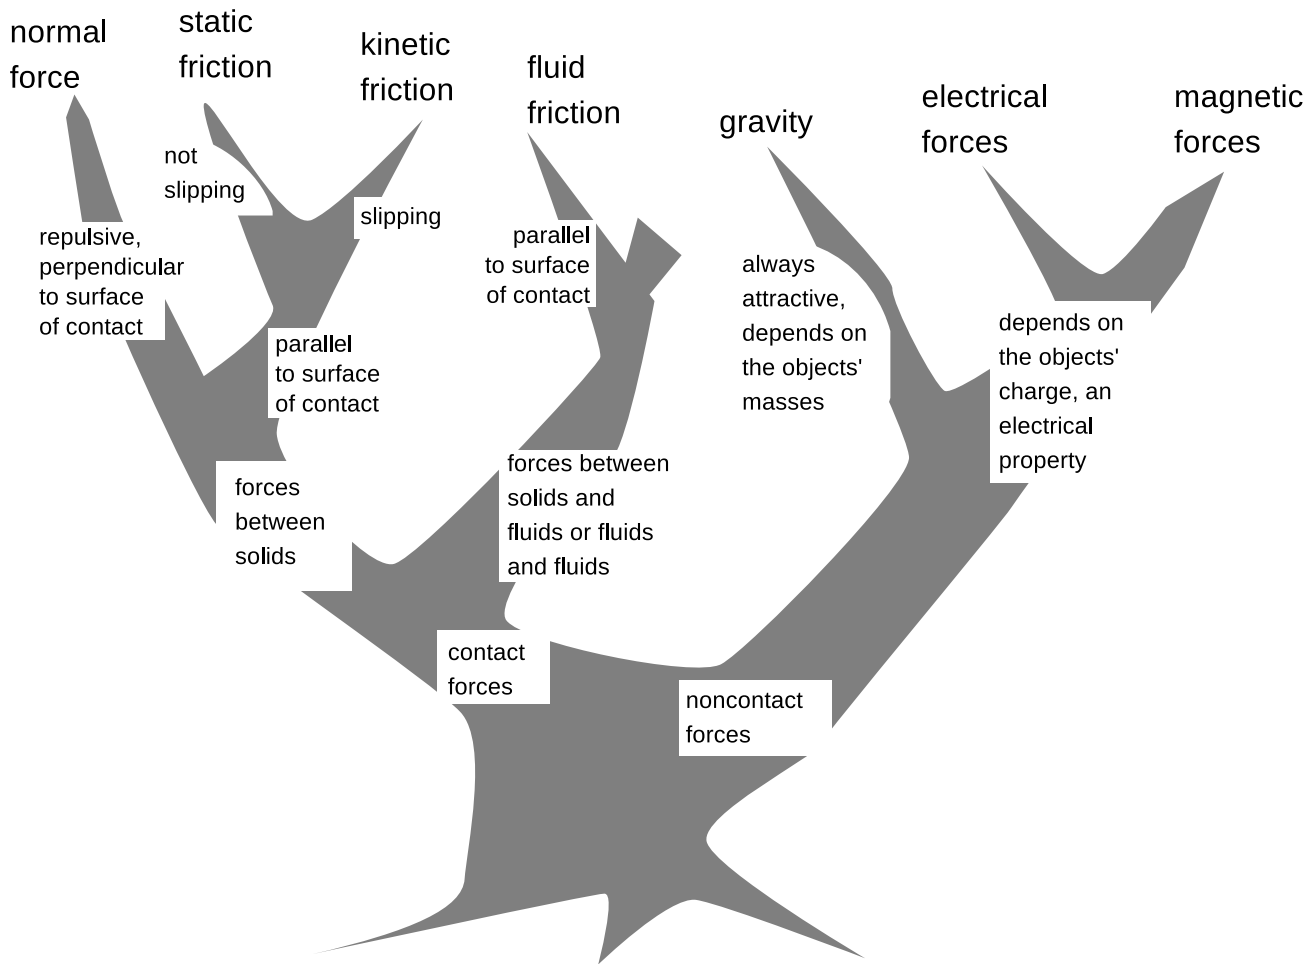 normal
force
static
friction
kinetic
friction
fluid
friction
gravity
electrical
forces
magnetic
forces
not
slipping
slipping
repulsive,
perpendicular
to surface
of contact
parallel
to surface
of contact
parallel
to surface
of contact
always
attractive,
depends on
the objects'
masses
depends on
the objects'
charge, an
electrical
property
forces
between
solids
forces between
solids and
fluids or fluids
and fluids
contact
forces
noncontact
forces